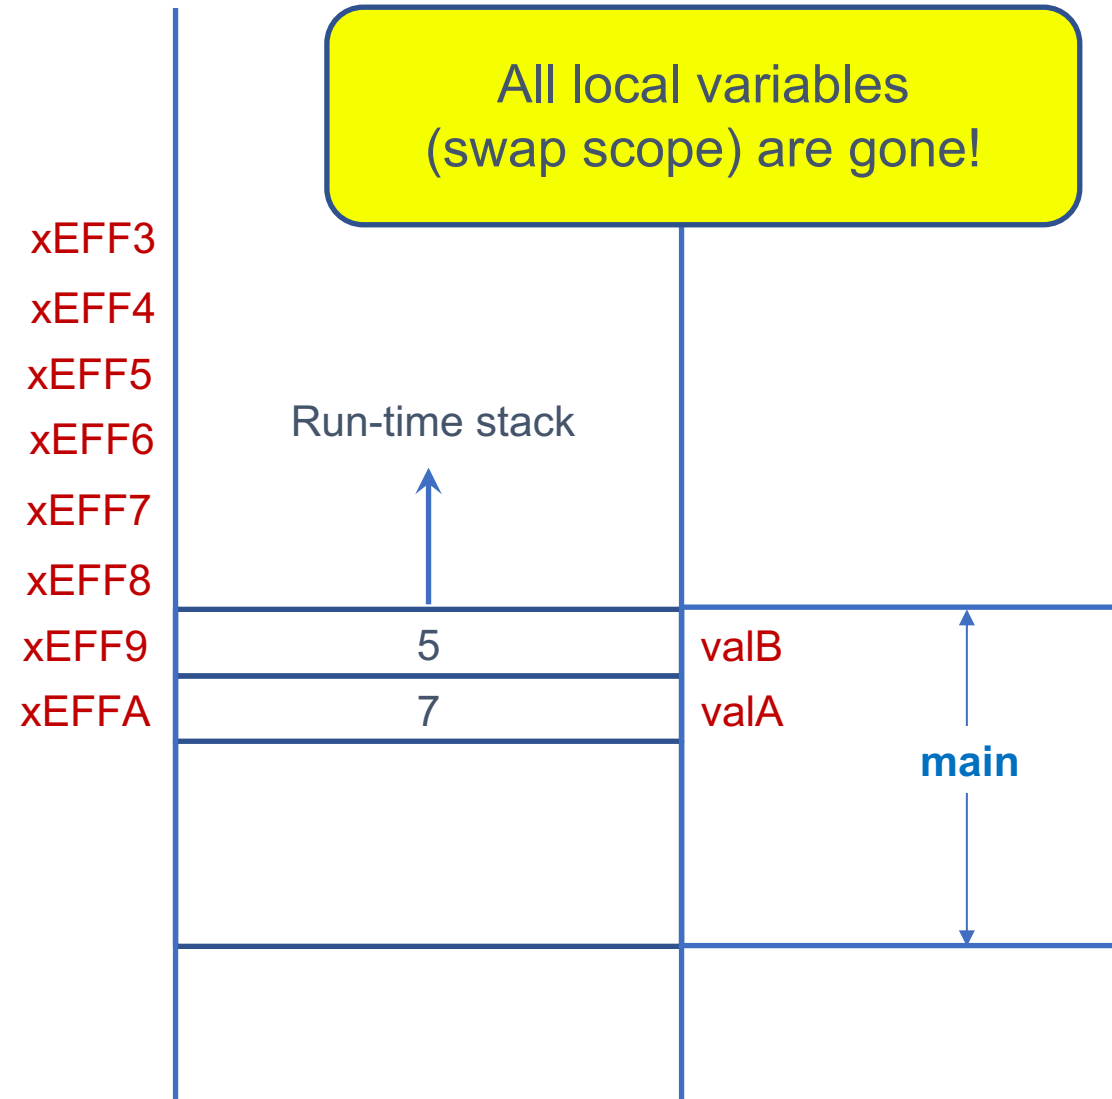 All local variables
(swap scope) are gone!
xEFF3
xEFF4
xEFF5
Run-time stack
xEFF6
xEFF7
xEFF8
xEFF9 5 valB
xEFFA 7 valA
main